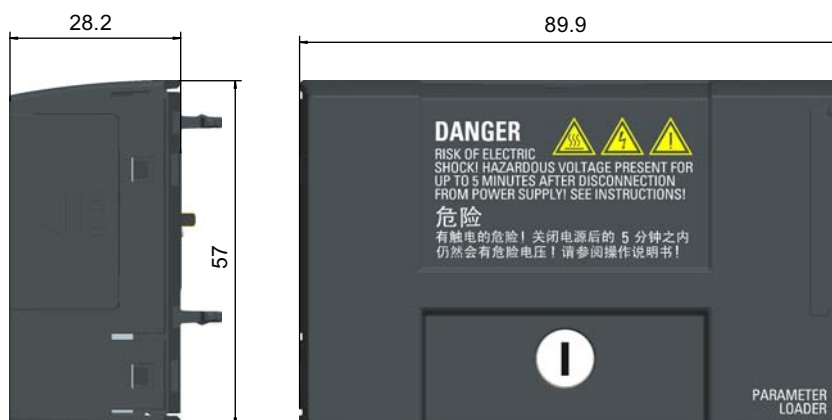 28.2
89.9
57
DANGER
RISK OF ELECTRIC
SHOCK! HAZARDOUS VOLTAGE PRESENT FOR
UP TO 5 MINUTES AFTER DISCONNECTION
FROM POWER SUPPLY! SEE INSTRUCTIONS!
危险
有触电的危险！关闭电源后的 5 分钟之内
仍然会有危险电压！请参阅操作说明书！
PARAMETER
LOADER